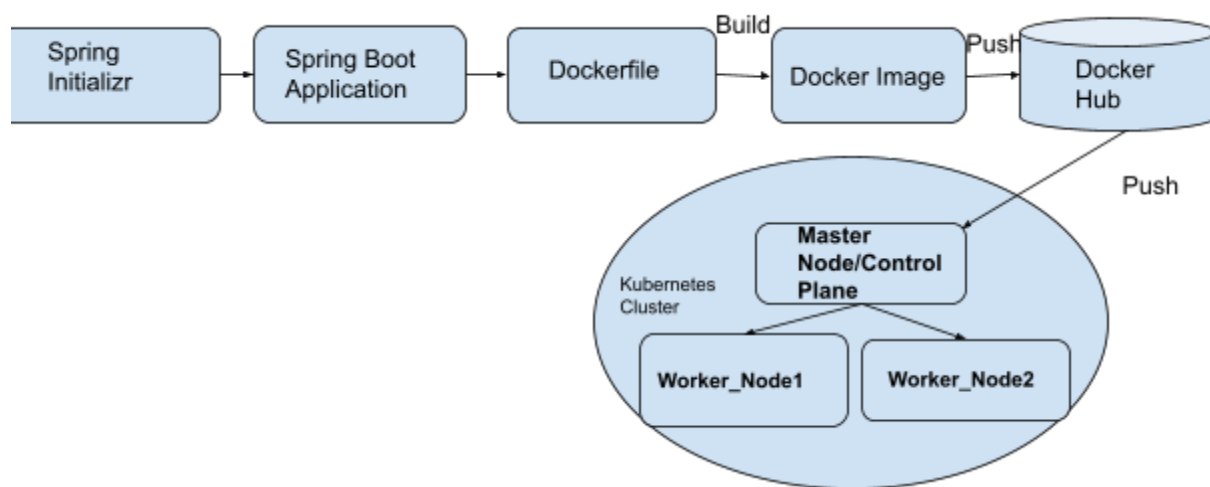 Spring
Initializr
Spring Boot
Application
Dockerfile
Build
Docker Image
Push
Docker
Hub
Push
Master
Node/Control
Plane
Kubernetes
Cluster
Worker_Node1
Worker_Node2